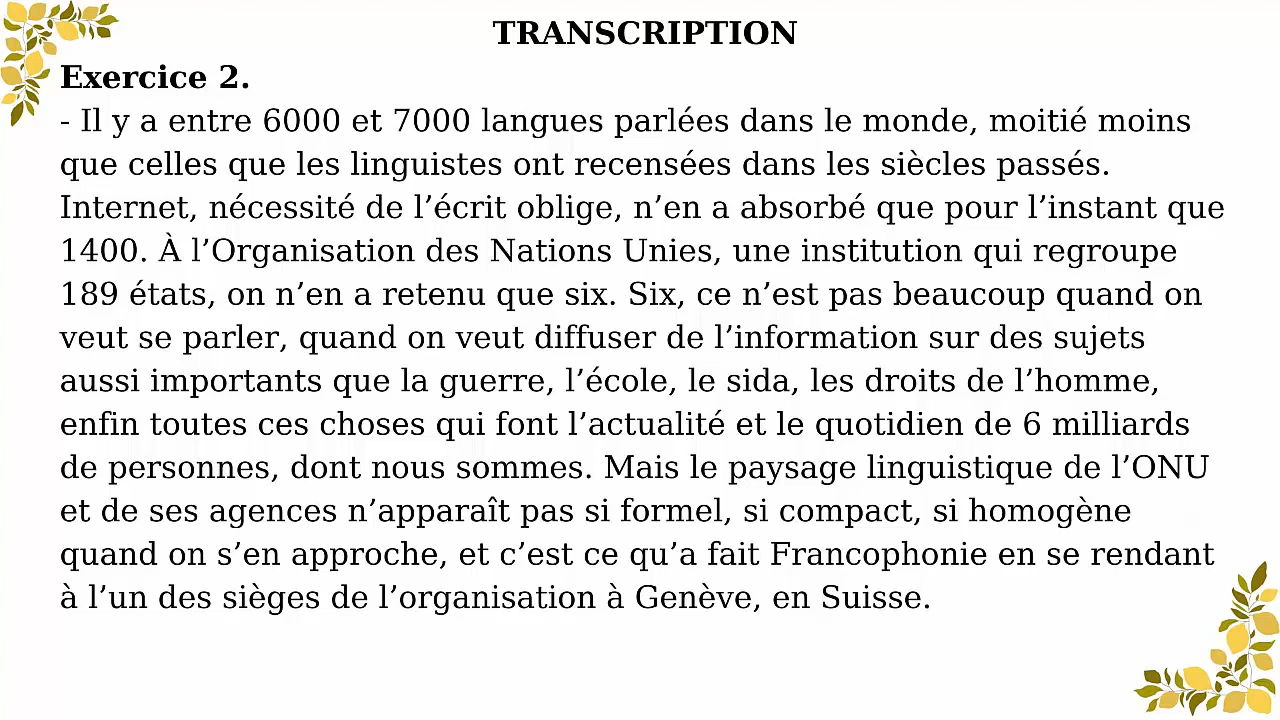 TRANSCRIPTION
Exercice 2.
- Il y a entre 6000 et 7000 langues parlées dans le monde, moitié moins
que celles que les linguistes ont recensées dans les siècles passés.
Internet, nécessité de l’écrit oblige, n’en a absorbé que pour l’instant que
1400. À l’Organisation des Nations Unies, une institution qui regroupe
189 états, on n’en a retenu que six. Six, ce n’est pas beaucoup quand on
veut se parler, quand on veut diffuser de l’information sur des sujets
aussi importants que la guerre, l’école, le sida, les droits de l’homme,
enfin toutes ces choses qui font l’actualité et le quotidien de 6 milliards
de personnes, dont nous sommes. Mais le paysage linguistique de l’ONU
et de ses agences n’apparaît pas si formel, si compact, si homogène
quand on s’en approche, et c’est ce qu’a fait Francophonie en se rendant
à l’un des sièges de l’organisation à Genève, en Suisse.